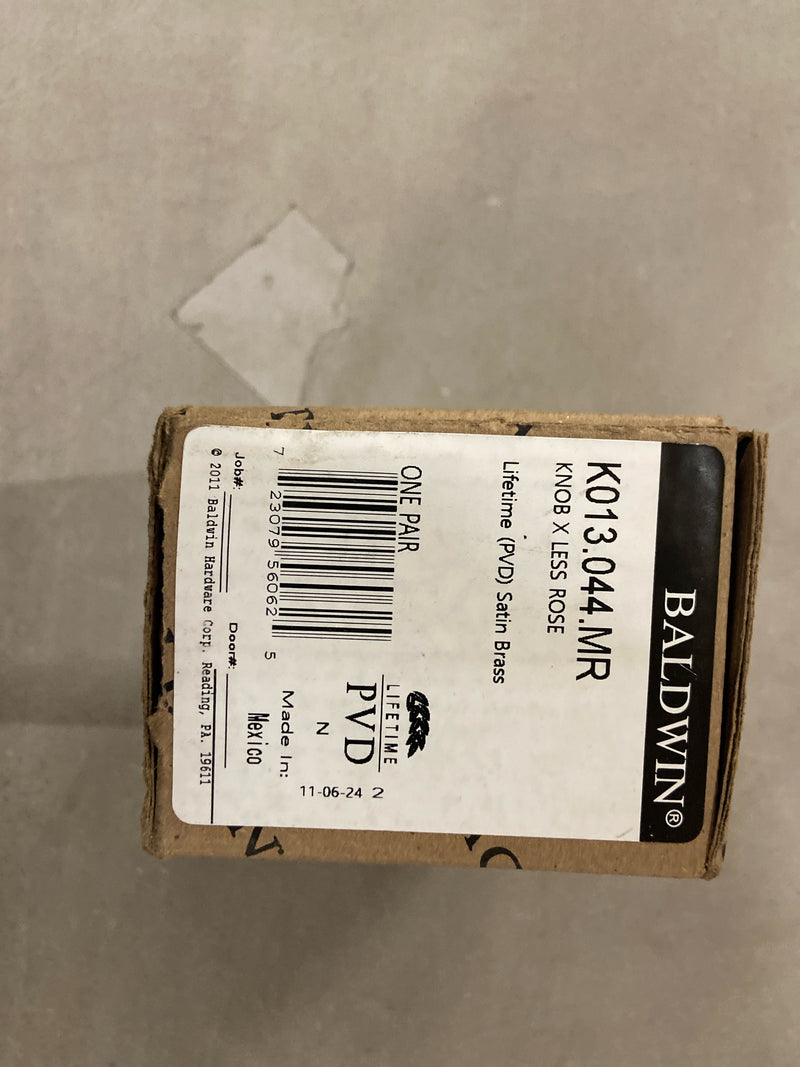 BALDWIN®
K013.044.MR
KNOB X LESS ROSE
Lifetime (PVD) Satin Brass
ONE PAIR
7 23079 56062 5
LIFETIME
PVD
N
11-06-24 2
Made In:
Mexico
Job#: Door#:
© 2011 Baldwin Hardware Corp. Reading, PA. 19611